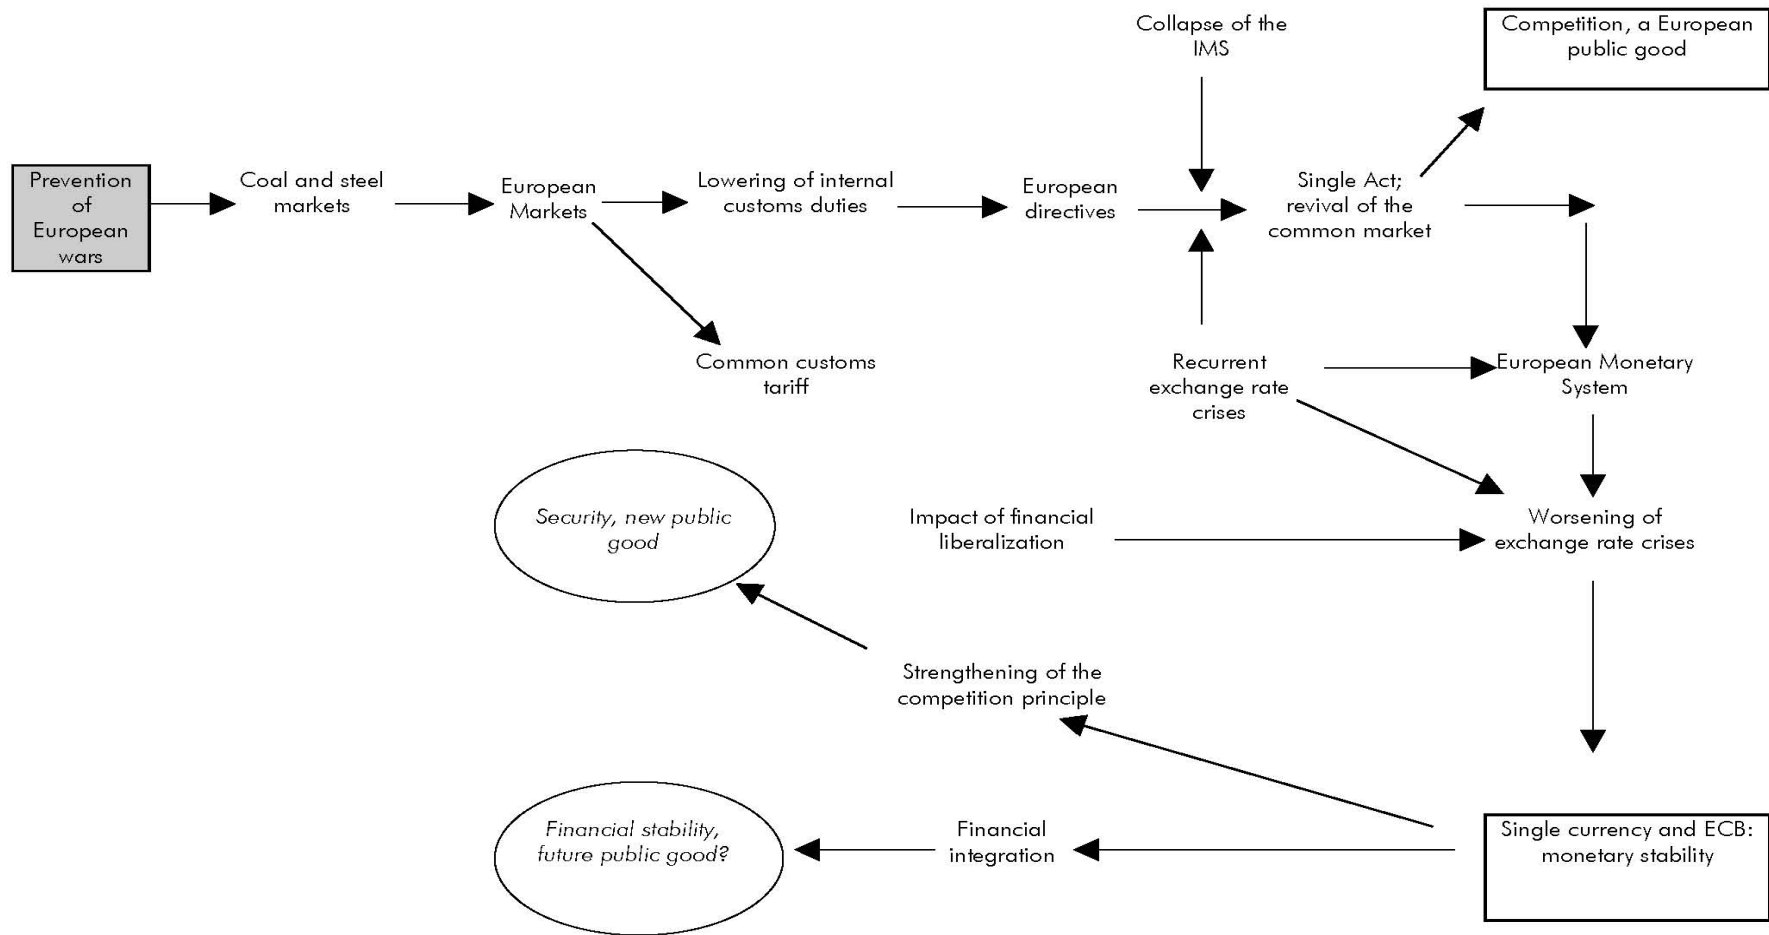 Collapse of the
IMS
Competition, a European
public good
Prevention
of
European
wars
Coal and steel
markets
European
Markets
Lowering of internal
customs duties
European
directives
Single Act;
revival of the
common market
Common customs
tariff
Recurrent
exchange rate
crises
European Monetary
System
Security, new public
good
Impact of financial
liberalization
Worsening of
exchange rate crises
Strengthening of the
competition principle
Financial stability,
future public good?
Financial
integration
Single currency and ECB:
monetary stability